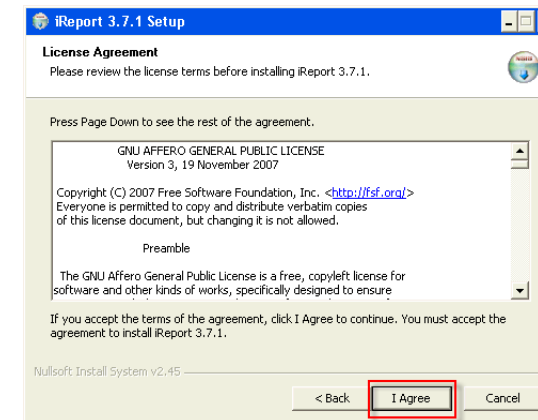 iReport 3.7.1 Setup
License Agreement
Please review the license terms before installing iReport 3.7.1.
Press Page Down to see the rest of the agreement.
GNU AFFERO GENERAL PUBLIC LICENSE
Version 3, 19 November 2007
Copyright (C) 2007 Free Software Foundation, Inc. <http://fsf.org/>
Everyone is permitted to copy and distribute verbatim copies
of this license document, but changing it is not allowed.
Preamble
The GNU Affero General Public License is a free, copyleft license for
software and other kinds of works, specifically designed to ensure
If you accept the terms of the agreement, click I Agree to continue. You must accept the
agreement to install iReport 3.7.1.
Nullsoft Install System v2.45
< Back I Agree Cancel